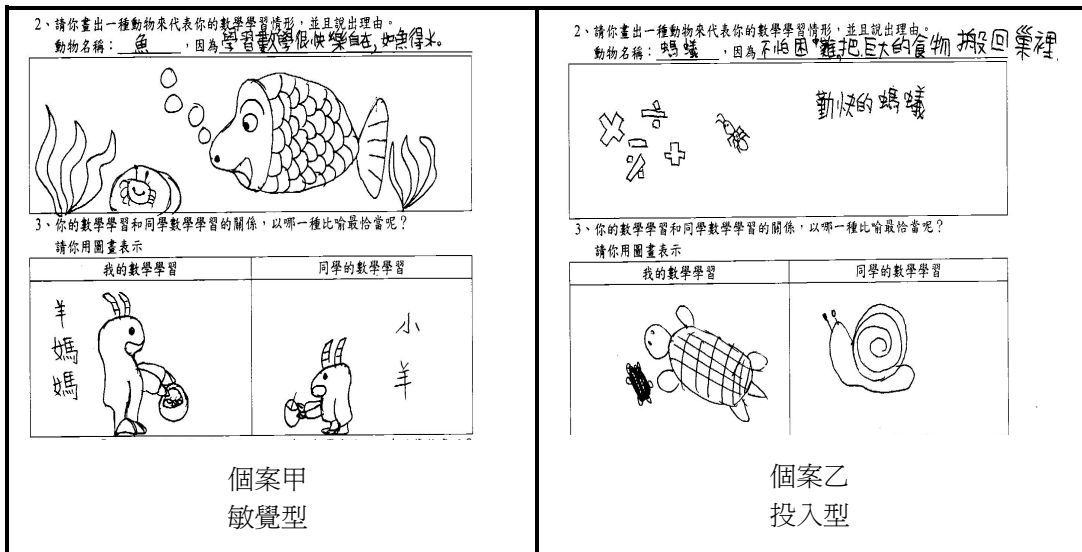 2、請你畫出一種動物來代表你的數學學習情形,並且說出理由。
動物名稱:魚,因為學習數學很快樂自在,如魚得水。
3、你的數學學習和同學數學學習的關係,以哪一種比喻最恰當呢?
請你用圖畫表示
我的數學學習
同學的數學學習
羊媽媽
小羊
個案甲
敏覺型
2、請你畫出一種動物來代表你的數學學習情形,並且說出理由。
動物名稱:螞蟻,因為不怕困難,把巨大的食物搬回巢裡.
勤快的螞蟻
3、你的數學學習和同學數學學習的關係,以哪一種比喻最恰當呢?
請你用圖畫表示
我的數學學習
同學的數學學習
個案乙
投入型